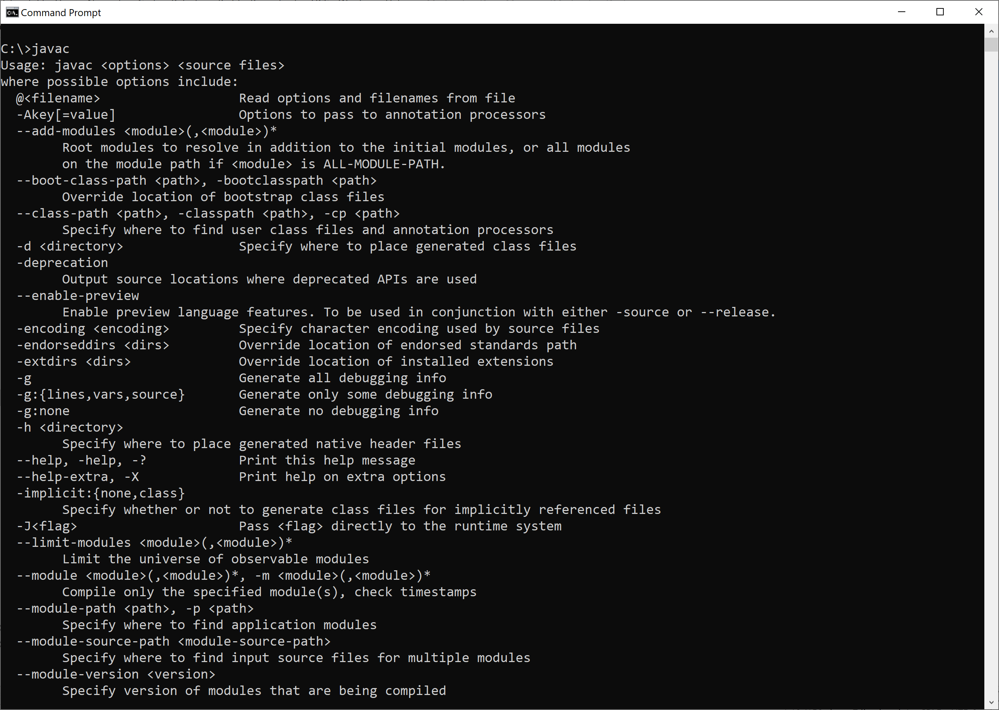 Command Prompt
C:\>javac
Usage: javac <options> <source files>
where possible options include:
  @<filename>                  Read options and filenames from file
  -Akey[=value]                Options to pass to annotation processors
  --add-modules <module>(,<module>)*
        Root modules to resolve in addition to the initial modules, or all modules
        on the module path if <module> is ALL-MODULE-PATH.
  --boot-class-path <path>, -bootclasspath <path>
        Override location of bootstrap class files
  --class-path <path>, -classpath <path>, -cp <path>
        Specify where to find user class files and annotation processors
  -d <directory>               Specify where to place generated class files
  -deprecation
        Output source locations where deprecated APIs are used
  --enable-preview
        Enable preview language features. To be used in conjunction with either -source or --release.
  -encoding <encoding>         Specify character encoding used by source files
  -endorseddirs <dirs>         Override location of endorsed standards path
  -extdirs <dirs>              Override location of installed extensions
  -g                           Generate all debugging info
  -g:{lines,vars,source}       Generate only some debugging info
  -g:none                      Generate no debugging info
  -h <directory>
        Specify where to place generated native header files
  --help, -help, -?            Print this help message
  --help-extra, -X             Print help on extra options
  -implicit:{none,class}
        Specify whether or not to generate class files for implicitly referenced files
  -J<flag>                     Pass <flag> directly to the runtime system
  --limit-modules <module>(,<module>)*
        Limit the universe of observable modules
  --module <module>(,<module>)*, -m <module>(,<module>)*
        Compile only the specified module(s), check timestamps
  --module-path <path>, -p <path>
        Specify where to find application modules
  --module-source-path <module-source-path>
        Specify where to find input source files for multiple modules
  --module-version <version>
        Specify version of modules that are being compiled